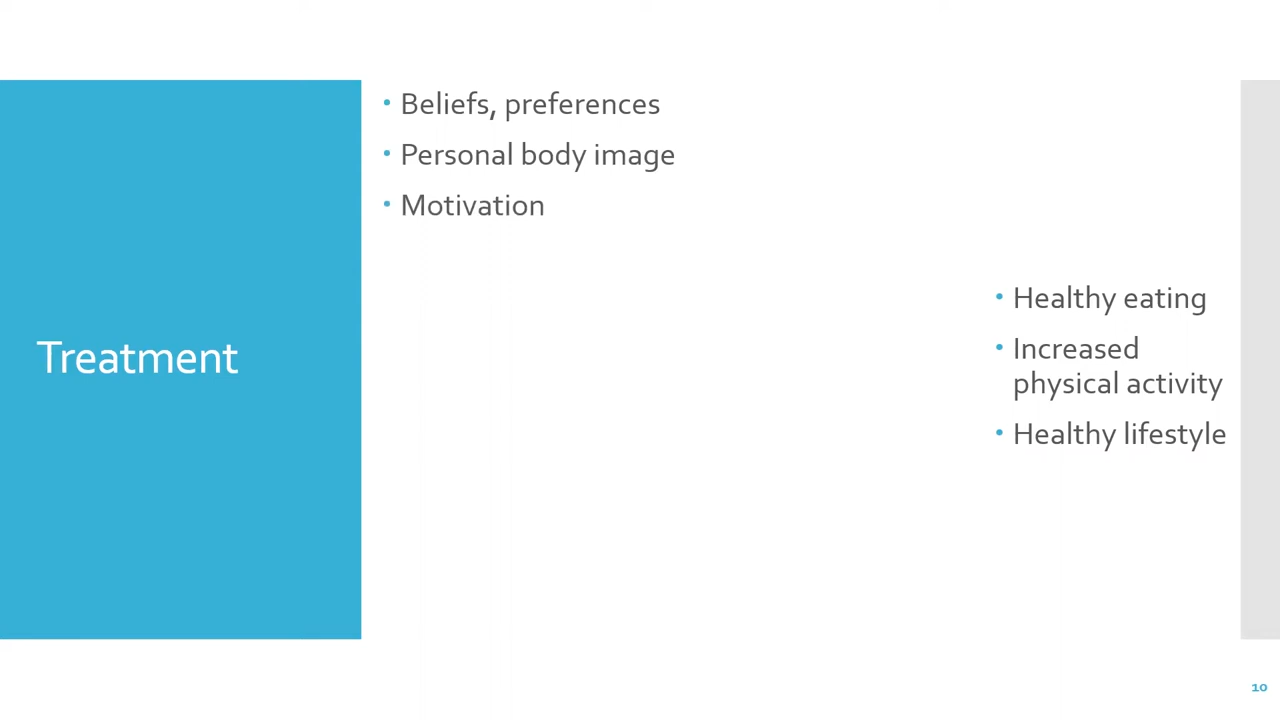 Treatment
• Beliefs, preferences
• Personal body image
• Motivation
• Healthy eating
• Increased
physical activity
• Healthy lifestyle
10